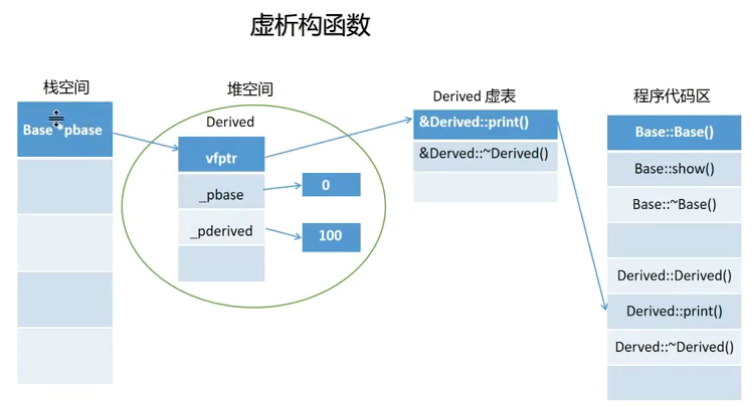 虚析构函数
栈空间
Base *pbase
堆空间
Derived
vfptr
_pbase
0
_pderived
100
Derived 虚表
&Derived::print()
&Derved::~Derived()
程序代码区
Base::Base()
Base::show()
Base::~Base()
Derived::Derived()
Derived::print()
Derved::~Derived()